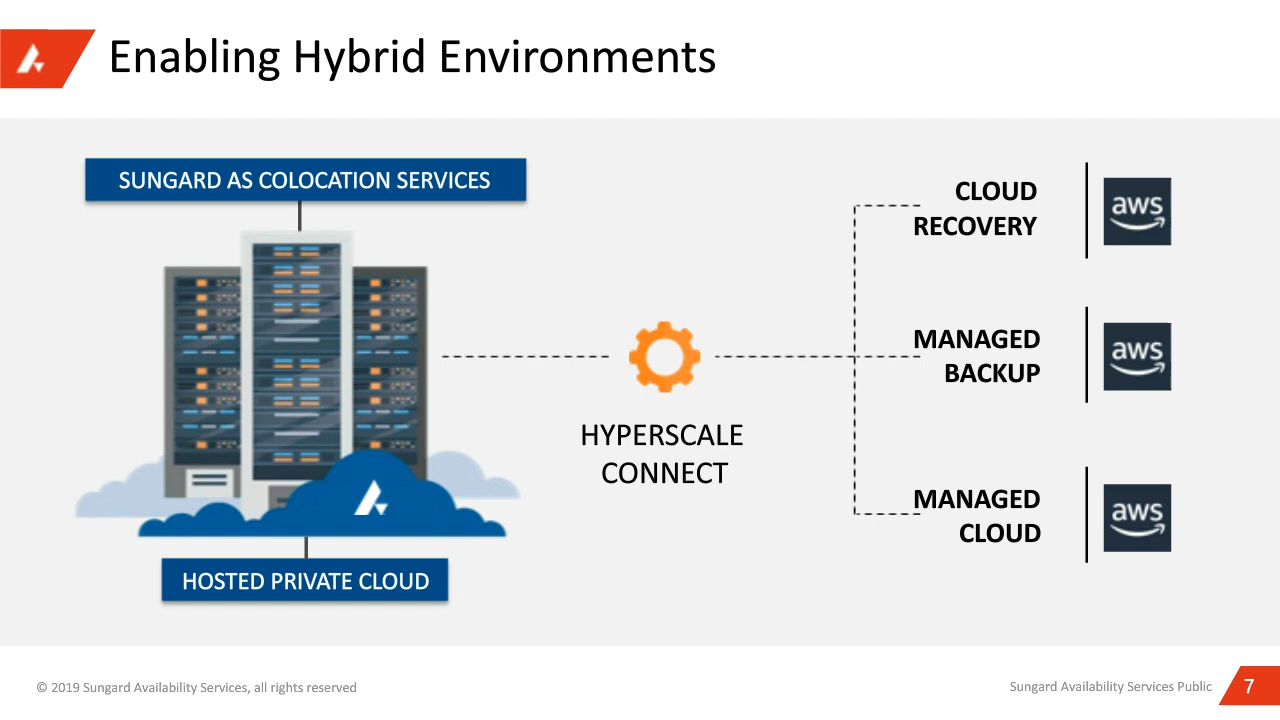 Enabling Hybrid Environments
SUNGARD AS COLOCATION SERVICES
HOSTED PRIVATE CLOUD
HYPERSCALE
CONNECT
CLOUD
RECOVERY
aws
MANAGED
BACKUP
aws
MANAGED
CLOUD
aws
© 2019 Sungard Availability Services, all rights reserved
Sungard Availability Services Public
7